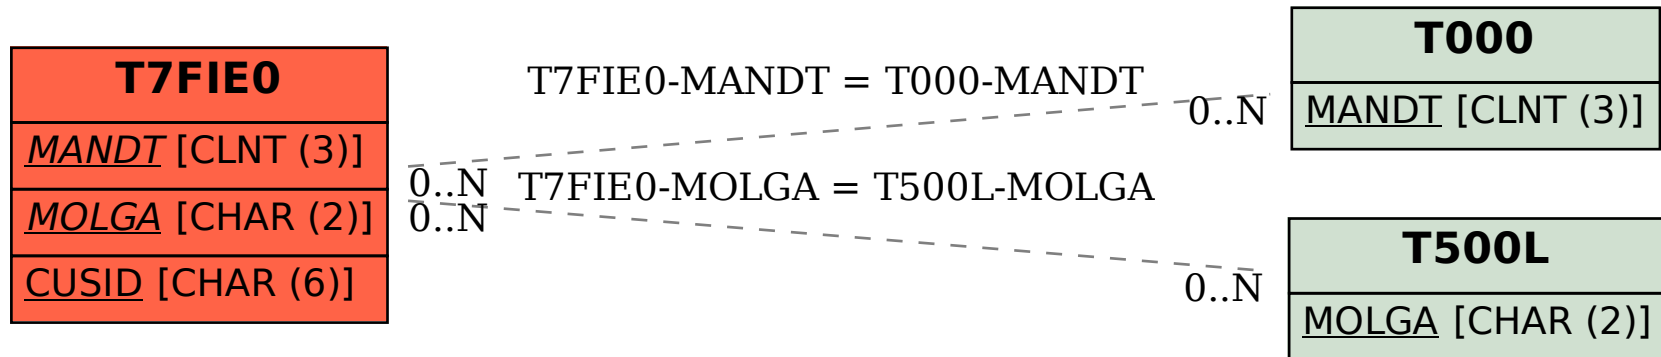 T7FIE0
MANDT [CLNT (3)]
MOLGA [CHAR (2)]
CUSID [CHAR (6)]
T7FIE0-MANDT = T000-MANDT
0..N
0..N
T7FIE0-MOLGA = T500L-MOLGA
0..N
0..N
T000
MANDT [CLNT (3)]
T500L
MOLGA [CHAR (2)]